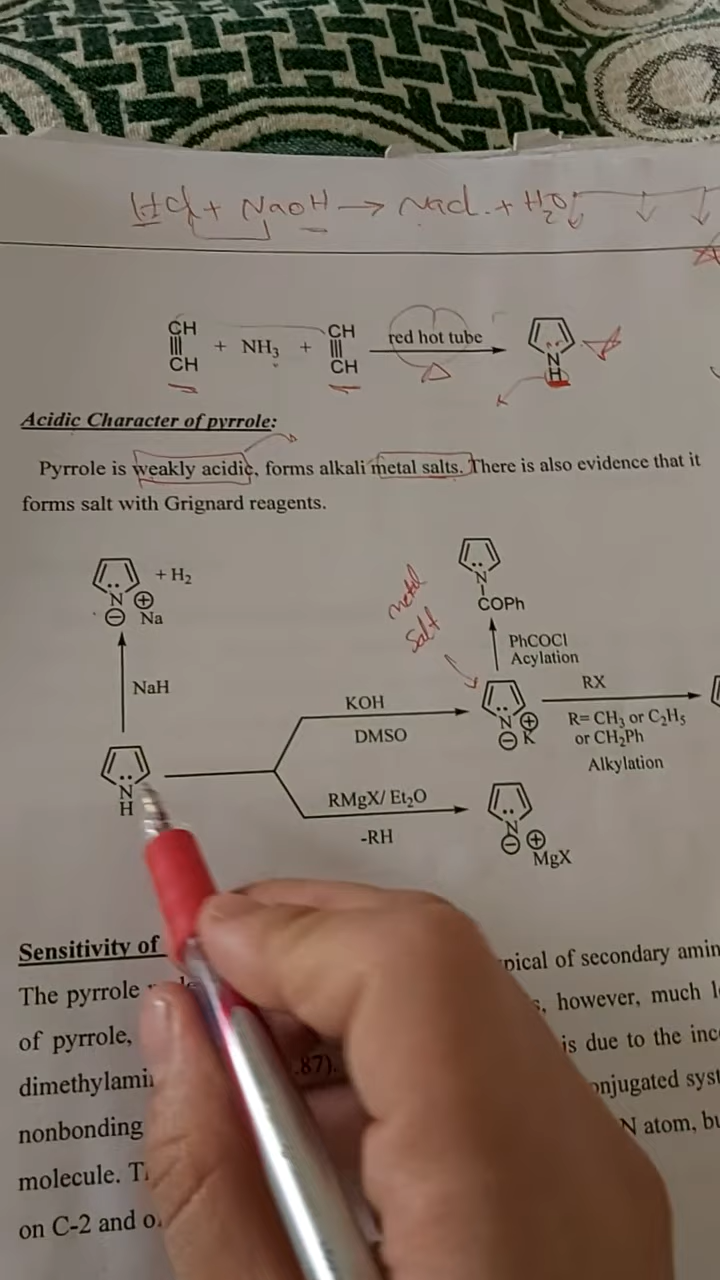 HCl + NaOH → NaCl + H2O
CH
CH
+ NH3 +
CH
CH
red hot tube
N
H
Acidic Character of pyrrole:
Pyrrole is weakly acidic, forms alkali metal salts. There is also evidence that it
forms salt with Grignard reagents.
N
⊖ ⊕ Na
+ H2
NaH
N
H
metal
salt
N
COPh
PhCOCl
Acylation
KOH
DMSO
N
⊖ ⊕ K
RX
R= CH3 or C2H5
or CH2Ph
Alkylation
RMgX/ Et2O
-RH
N
⊖ ⊕
MgX
Sensitivity of
pical of secondary amin
The pyrrole
, however, much l
of pyrrole,
is due to the inc
dimethylami
.87).
onjugated syst
nonbonding
N atom, bu
molecule. T
on C-2 and o